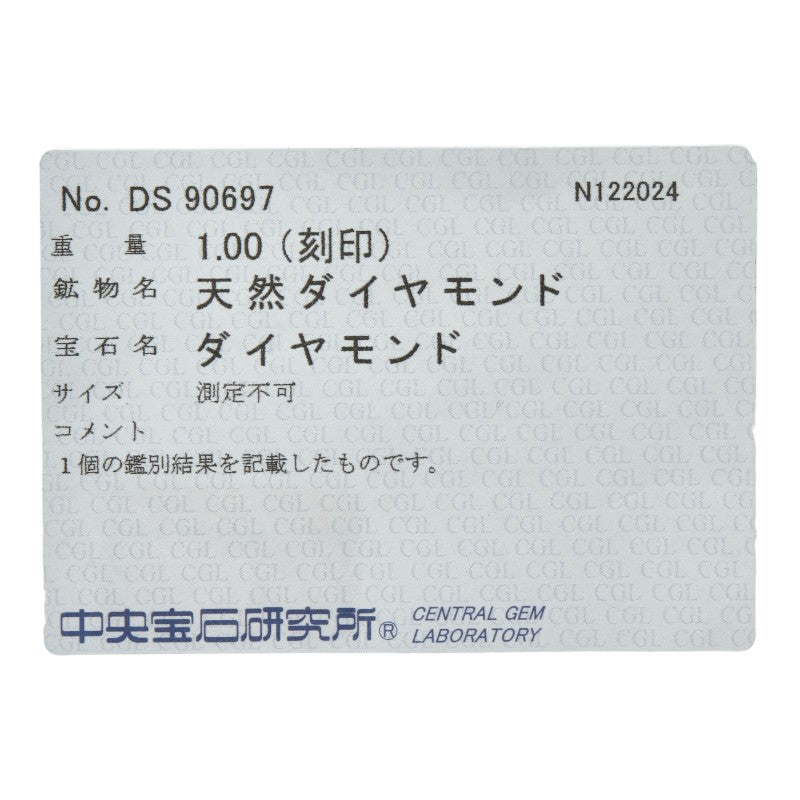 No. DS 90697 N122024
重量 1.00 (刻印)
鉱物名 天然ダイヤモンド
宝石名 ダイヤモンド
サイズ 測定不可
コメント
1個の鑑別結果を記載したものです。
中央宝石研究所® CENTRAL GEM
LABORATORY